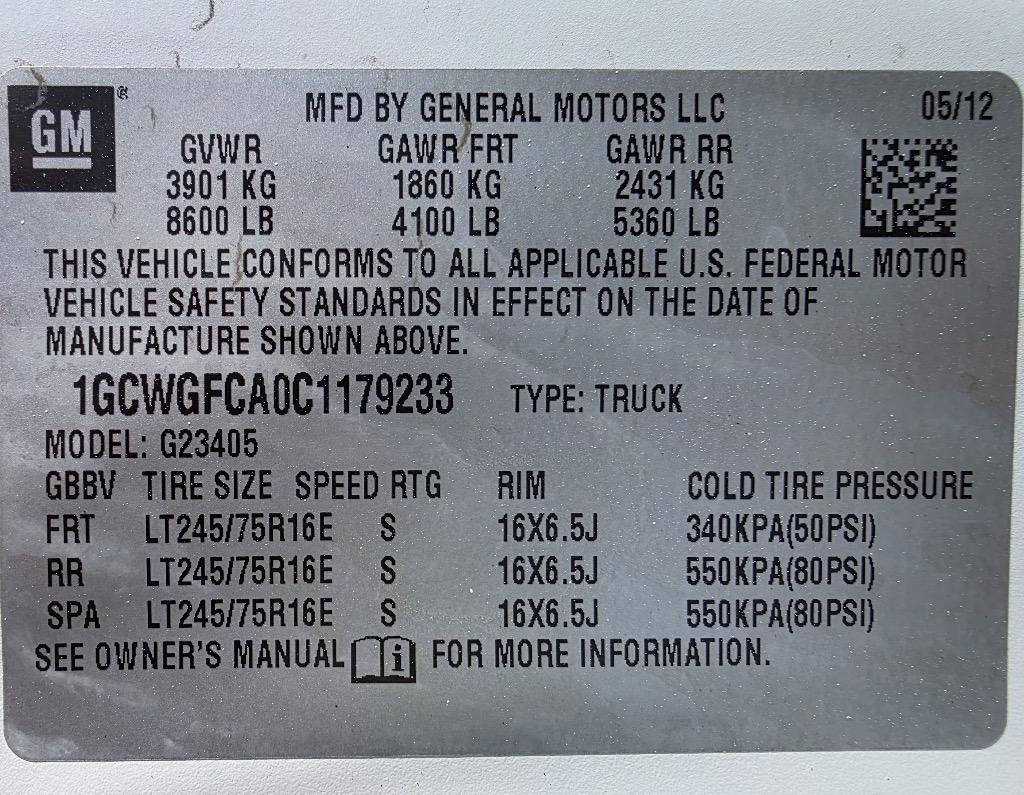 GM ® MFD BY GENERAL MOTORS LLC 05/12
GVWR GAWR FRT GAWR RR
3901 KG 1860 KG 2431 KG
8600 LB 4100 LB 5360 LB
THIS VEHICLE CONFORMS TO ALL APPLICABLE U.S. FEDERAL MOTOR
VEHICLE SAFETY STANDARDS IN EFFECT ON THE DATE OF
MANUFACTURE SHOWN ABOVE.
1GCWGFCA0C1179233 TYPE: TRUCK
MODEL: G23405
GBBV TIRE SIZE SPEED RTG RIM COLD TIRE PRESSURE
FRT LT245/75R16E S 16X6.5J 340KPA(50PSI)
RR LT245/75R16E S 16X6.5J 550KPA(80PSI)
SPA LT245/75R16E S 16X6.5J 550KPA(80PSI)
SEE OWNER'S MANUAL i FOR MORE INFORMATION.